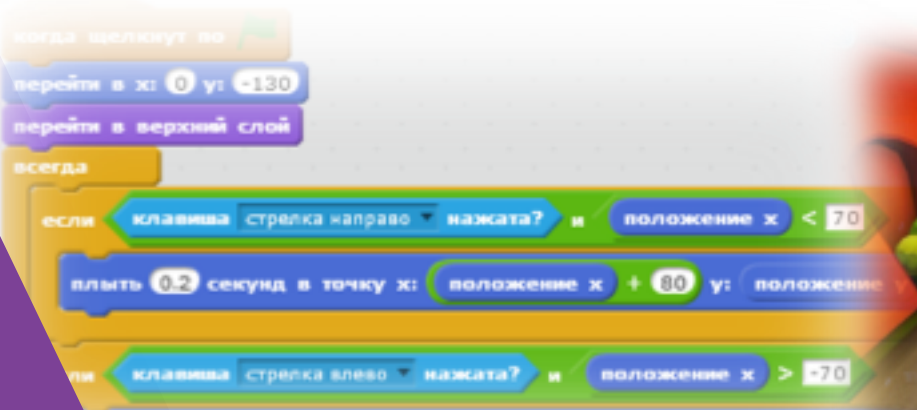 когда щелкнут по
перейти в x: 0 y: -130
перейти в верхний слой
всегда
если клавиша стрелка направо нажата? и положение x < 70
плыть 0.2 секунд в точку x: положение x + 80 y: положение y
клавиша стрелка влево нажата? и положение x > -70